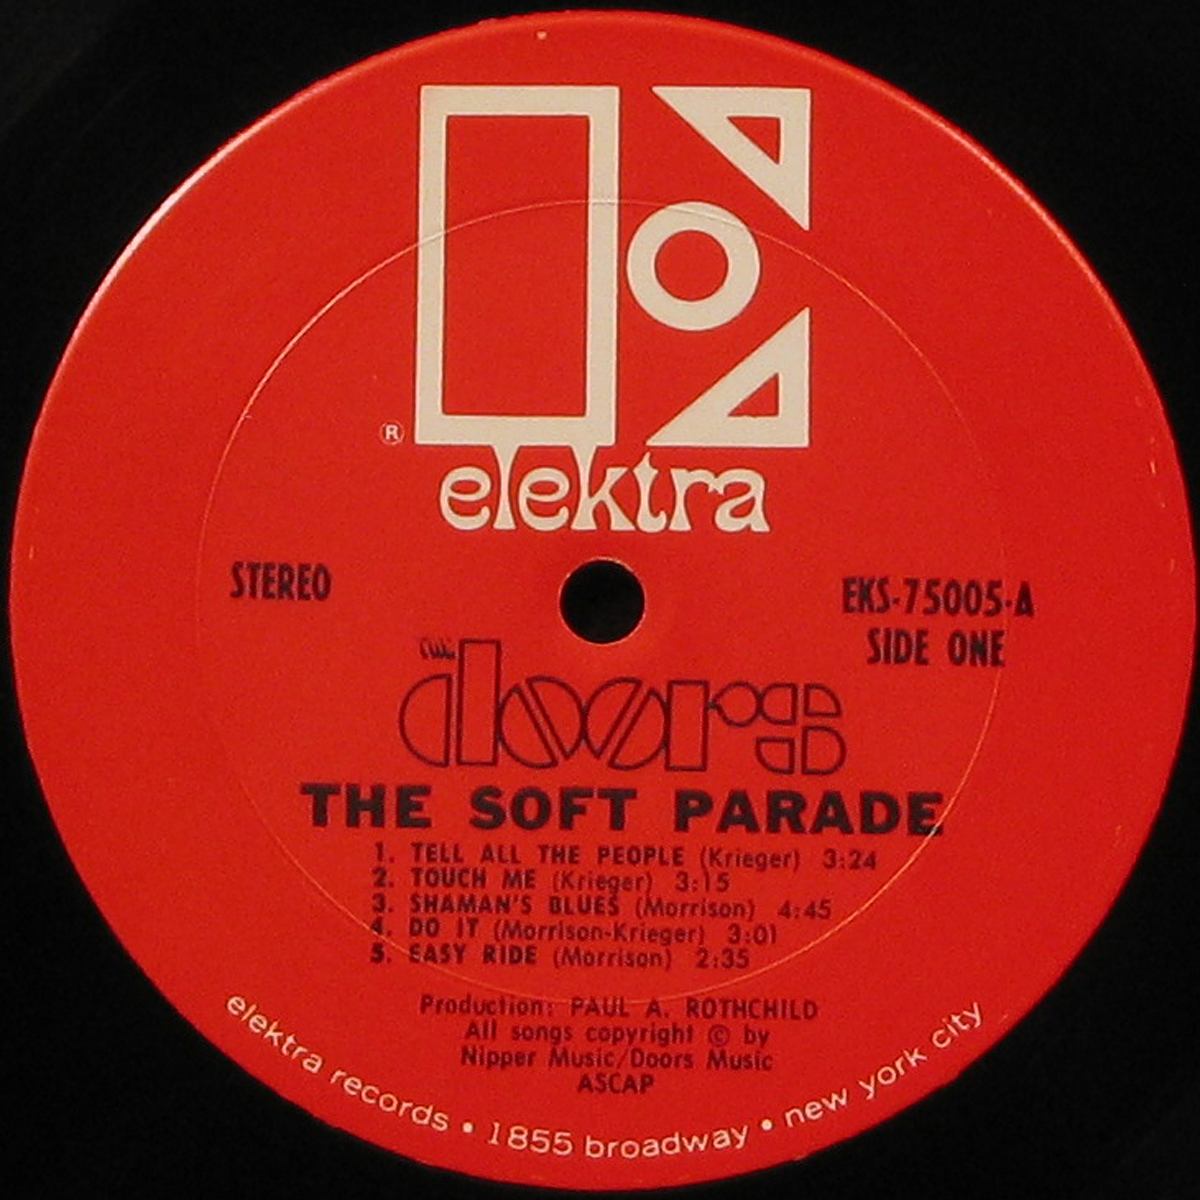 ®
elektra
STEREO
EKS-75005-A
SIDE ONE
the doors
THE SOFT PARADE
1. TELL ALL THE PEOPLE (Krieger) 3:24
2. TOUCH ME (Krieger) 3:15
3. SHAMAN'S BLUES (Morrison) 4:45
4. DO IT (Morrison-Krieger) 3:01
5. EASY RIDE (Morrison) 2:35
Production: PAUL A. ROTHCHILD
All songs copyright © by
Nipper Music/Doors Music
ASCAP
elektra records • 1855 broadway • new york city